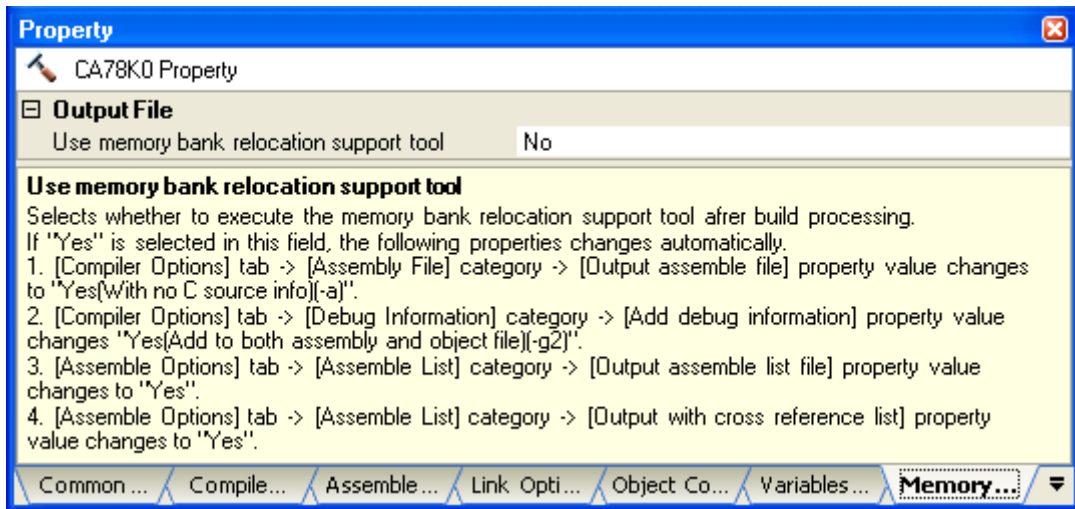 Property
CA78K0 Property
Output File
Use memory bank relocation support tool No
Use memory bank relocation support tool
Selects whether to execute the memory bank relocation support tool afrer build processing.
If "Yes" is selected in this field, the following properties changes automatically.
1. [Compiler Options] tab -> [Assembly File] category -> [Output assemble file] property value changes
to "Yes(With no C source info)(-a)".
2. [Compiler Options] tab -> [Debug Information] category -> [Add debug information] property value
changes "Yes(Add to both assembly and object file)(-g2)".
3. [Assemble Options] tab -> [Assemble List] category -> [Output assemble list file] property value
changes to "Yes".
4. [Assemble Options] tab -> [Assemble List] category -> [Output with cross reference list] property
value changes to "Yes".
Common ... Compile... Assemble... Link Opti... Object Co... Variables... Memory...